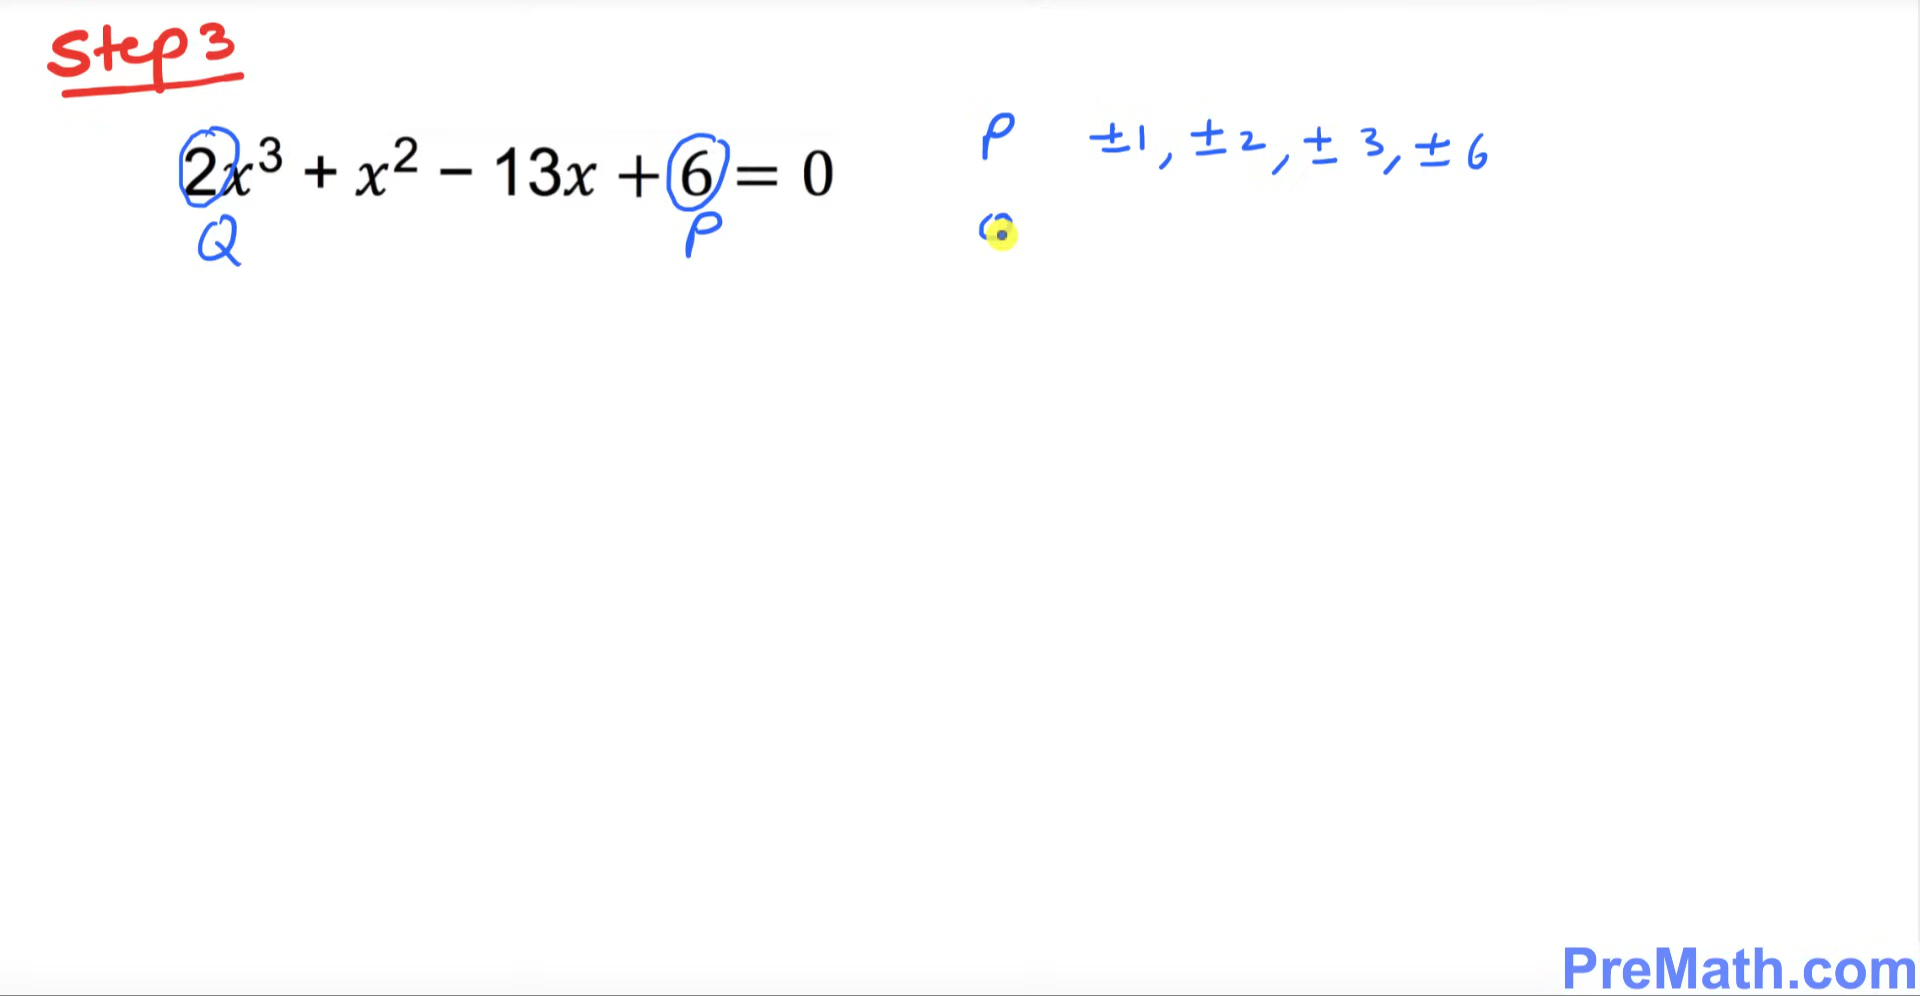 Step 3
2x³ + x² − 13x + 6 = 0
Q P
P ±1, ±2, ±3, ±6
PreMath.com